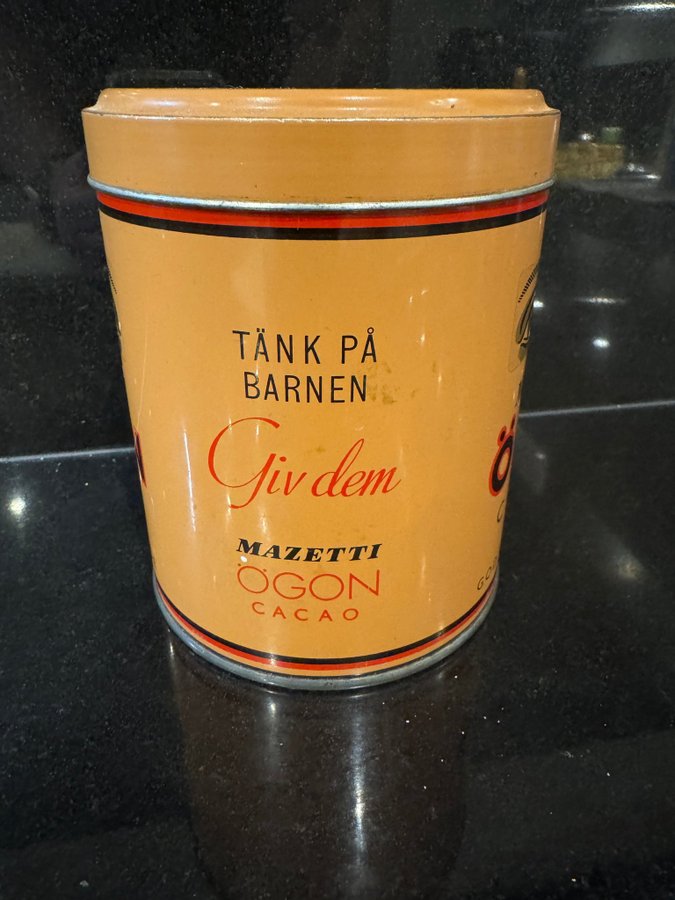 TÄNK PÅ
BARNEN
Giv dem
MAZETTI
ÖGON
CACAO